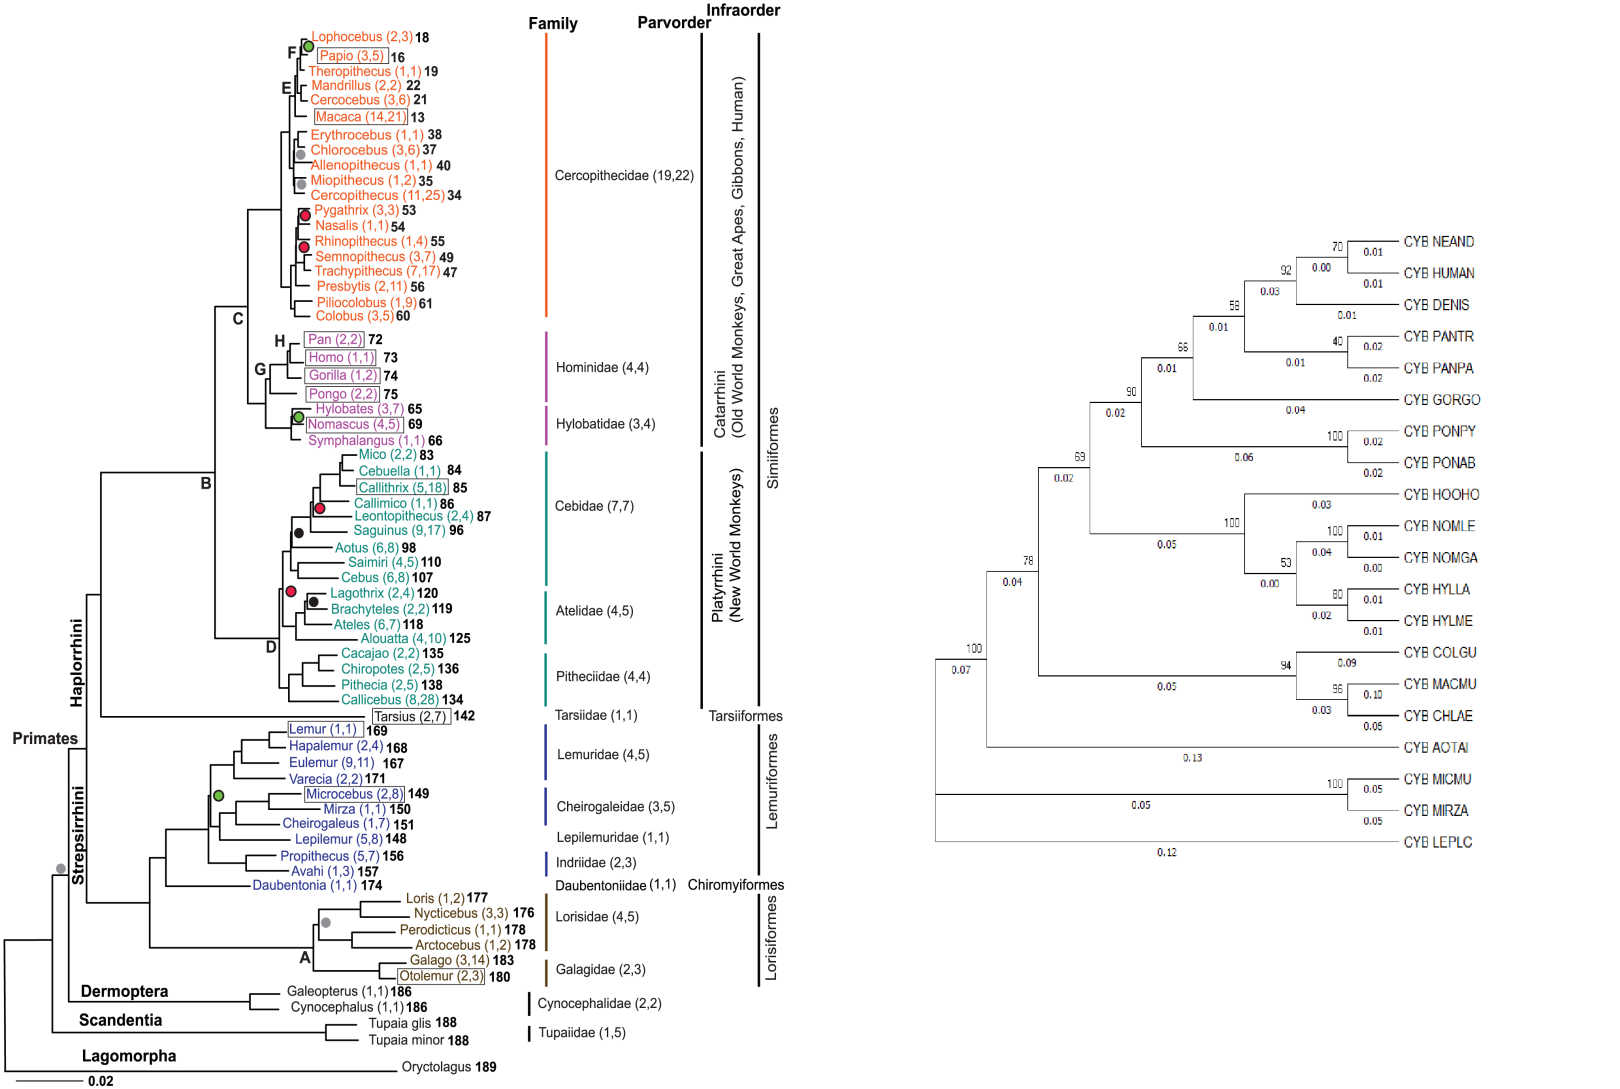 Infraorder
Family
Parvorder
Lophocebus (2,3) 18
F
Papio (3,5) 16
Theropithecus (1,1) 19
E
Mandrillus (2,2) 22
Cercocebus (3,6) 21
Macaca (14,21) 13
Erythrocebus (1,1) 38
Chlorocebus (3,6) 37
Allenopithecus (1,1) 40
Miopithecus (1,2) 35
Cercopithecus (11,25) 34
Cercopithecidae (19,22)
Pygathrix (3,3) 53
Nasalis (1,1) 54
Rhinopithecus (1,4) 55
Semnopithecus (3,7) 49
Trachypithecus (7,17) 47
Presbytis (2,11) 56
Piliocolobus (1,9) 61
Colobus (3,5) 60
C
H
Pan (2,2) 72
Homo (1,1) 73
G
Gorilla (1,2) 74
Hominidae (4,4)
Pongo (2,2) 75
Hylobates (3,7) 65
Nomascus (4,5) 69
Hylobatidae (3,4)
Symphalangus (1,1) 66
Catarrhini
(Old World Monkeys, Great Apes, Gibbons, Human)
Simiiformes
B
Mico (2,2) 83
Cebuella (1,1) 84
Callithrix (5,18) 85
Callimico (1,1) 86
Leontopithecus (2,4) 87
Saguinus (9,17) 96
Cebidae (7,7)
Aotus (6,8) 98
Saimiri (4,5) 110
Cebus (6,8) 107
Lagothrix (2,4) 120
Brachyteles (2,2) 119
Atelidae (4,5)
Ateles (6,7) 118
Alouatta (4,10) 125
D
Cacajao (2,2) 135
Chiropotes (2,5) 136
Pithecia (2,5) 138
Pitheciidae (4,4)
Callicebus (8,28) 134
Platyrrhini
(New World Monkeys)
Haplorrhini
Tarsius (2,7) 142
Tarsiidae (1,1)
Tarsiiformes
Primates
Lemur (1,1) 169
Hapalemur (2,4) 168
Eulemur (9,11) 167
Varecia (2,2) 171
Lemuridae (4,5)
Microcebus (2,8) 149
Mirza (1,1) 150
Cheirogaleus (1,7) 151
Cheirogaleidae (3,5)
Lepilemur (5,8) 148
Lepilemuridae (1,1)
Lemuriformes
Strepsirrhini
Propithecus (5,7) 156
Avahi (1,3) 157
Indriidae (2,3)
Daubentonia (1,1) 174
Daubentoniidae (1,1)
Chiromyiformes
Loris (1,2) 177
Nycticebus (3,3) 176
Perodicticus (1,1) 178
Arctocebus (1,2) 178
Lorisidae (4,5)
A
Galago (3,14) 183
Otolemur (2,3) 180
Galagidae (2,3)
Lorisiformes
Dermoptera
Galeopterus (1,1) 186
Cynocephalus (1,1) 186
Cynocephalidae (2,2)
Scandentia
Tupaia glis 188
Tupaia minor 188
Tupaiidae (1,5)
Lagomorpha
Oryctolagus 189
0.02
70
0.01
CYB NEAND
92
0.00
0.01
CYB HUMAN
58
0.03
0.01
CYB DENIS
66
0.01
40
0.02
CYB PANTR
0.01
0.02
CYB PANPA
90
0.01
0.04
CYB GORGO
0.02
100
0.02
CYB PONPY
69
0.06
0.02
CYB PONAB
0.02
0.03
CYB HOOHO
100
100
0.01
CYB NOMLE
0.05
53
0.04
0.00
CYB NOMGA
78
0.00
80
0.01
CYB HYLLA
0.04
0.02
0.01
CYB HYLME
100
94
0.09
CYB COLGU
0.07
0.05
96
0.10
CYB MACMU
0.03
0.05
CYB CHLAE
0.13
CYB AOTAI
100
0.05
CYB MICMU
0.05
0.05
CYB MIRZA
0.12
CYB LEPLC